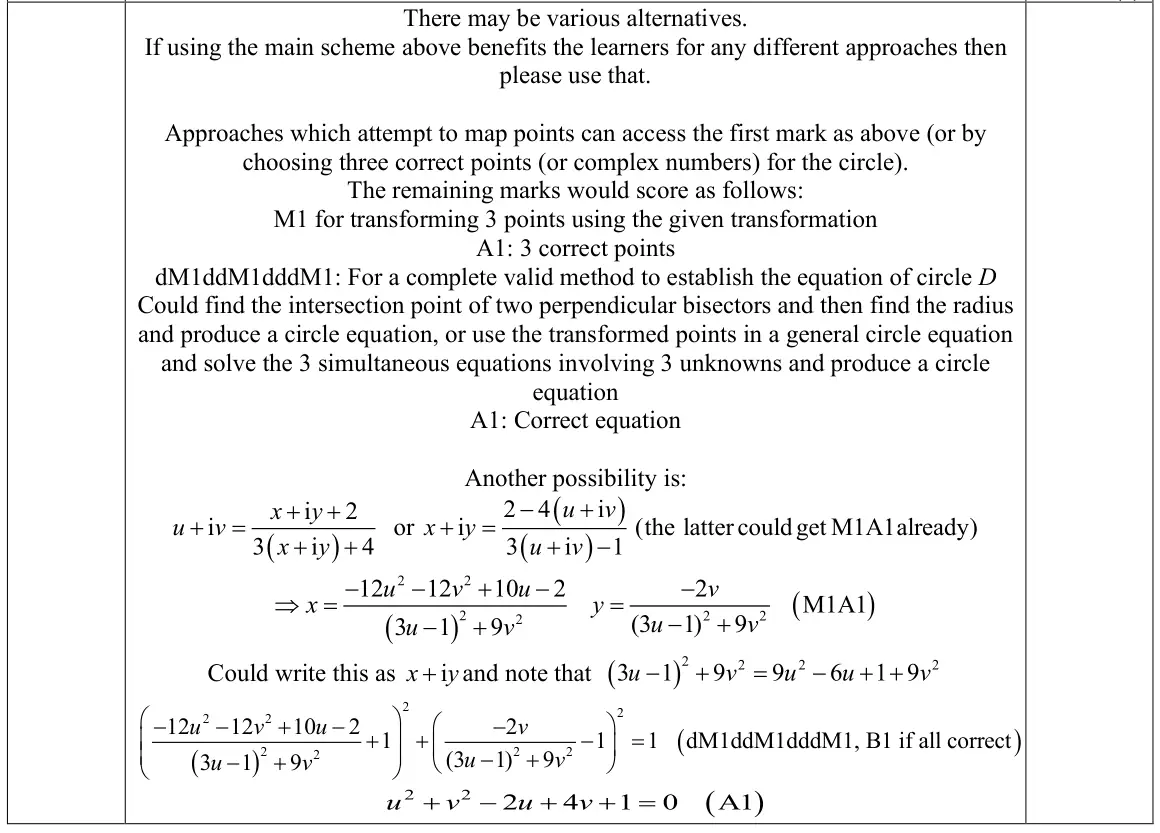 There may be various alternatives.
If using the main scheme above benefits the learners for any different approaches then
please use that.
Approaches which attempt to map points can access the first mark as above (or by
choosing three correct points (or complex numbers) for the circle).
The remaining marks would score as follows:
M1 for transforming 3 points using the given transformation
A1: 3 correct points
dM1ddM1dddM1: For a complete valid method to establish the equation of circle D
Could find the intersection point of two perpendicular bisectors and then find the radius
and produce a circle equation, or use the transformed points in a general circle equation
and solve the 3 simultaneous equations involving 3 unknowns and produce a circle
equation
A1: Correct equation
Another possibility is:
u + iv = (x + iy + 2)/(3(x + iy) + 4) or x + iy = (2 − 4(u + iv))/(3(u + iv) − 1) (the latter could get M1A1 already)
⇒ x = (−12u² − 12v² + 10u − 2)/((3u − 1)² + 9v²) y = (−2v)/((3u − 1)² + 9v²) (M1A1)
Could write this as x + iy and note that (3u − 1)² + 9v² = 9u² − 6u + 1 + 9v²
((−12u² − 12v² + 10u − 2)/((3u − 1)² + 9v²) + 1)² + ((−2v)/((3u − 1)² + 9v²) − 1)² = 1 (dM1ddM1dddM1, B1 if all correct)
u² + v² − 2u + 4v + 1 = 0 (A1)